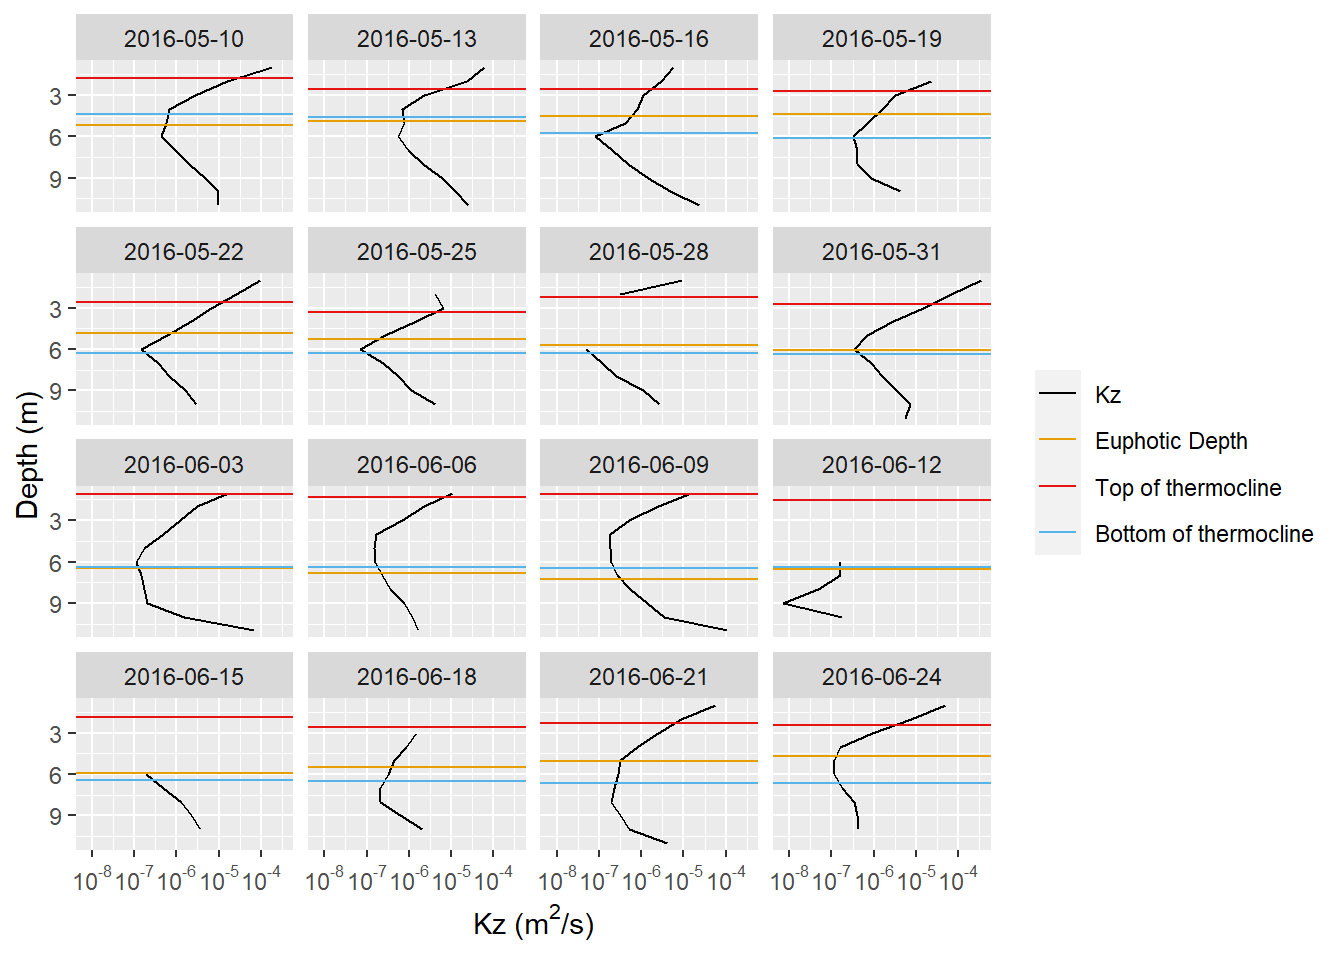 2016-05-10 2016-05-13 2016-05-16 2016-05-19
3
6
9
2016-05-22 2016-05-25 2016-05-28 2016-05-31
3
6
9
2016-06-03 2016-06-06 2016-06-09 2016-06-12
3
6
9
2016-06-15 2016-06-18 2016-06-21 2016-06-24
3
6
9
10⁻⁸ 10⁻⁷ 10⁻⁶ 10⁻⁵ 10⁻⁴ 10⁻⁸ 10⁻⁷ 10⁻⁶ 10⁻⁵ 10⁻⁴ 10⁻⁸ 10⁻⁷ 10⁻⁶ 10⁻⁵ 10⁻⁴ 10⁻⁸ 10⁻⁷ 10⁻⁶ 10⁻⁵ 10⁻⁴
Kz (m²/s)
Depth (m)
Kz
Euphotic Depth
Top of thermocline
Bottom of thermocline